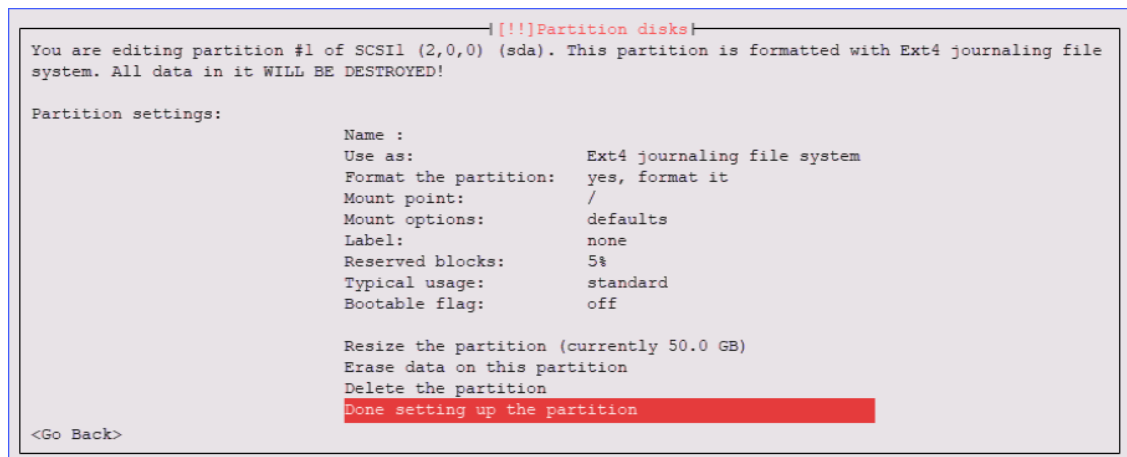 [!!]Partition disks
You are editing partition #1 of SCSI1 (2,0,0) (sda). This partition is formatted with Ext4 journaling file
system. All data in it WILL BE DESTROYED!
Partition settings:
Name :
Use as: Ext4 journaling file system
Format the partition: yes, format it
Mount point: /
Mount options: defaults
Label: none
Reserved blocks: 5%
Typical usage: standard
Bootable flag: off
Resize the partition (currently 50.0 GB)
Erase data on this partition
Delete the partition
Done setting up the partition
<Go Back>